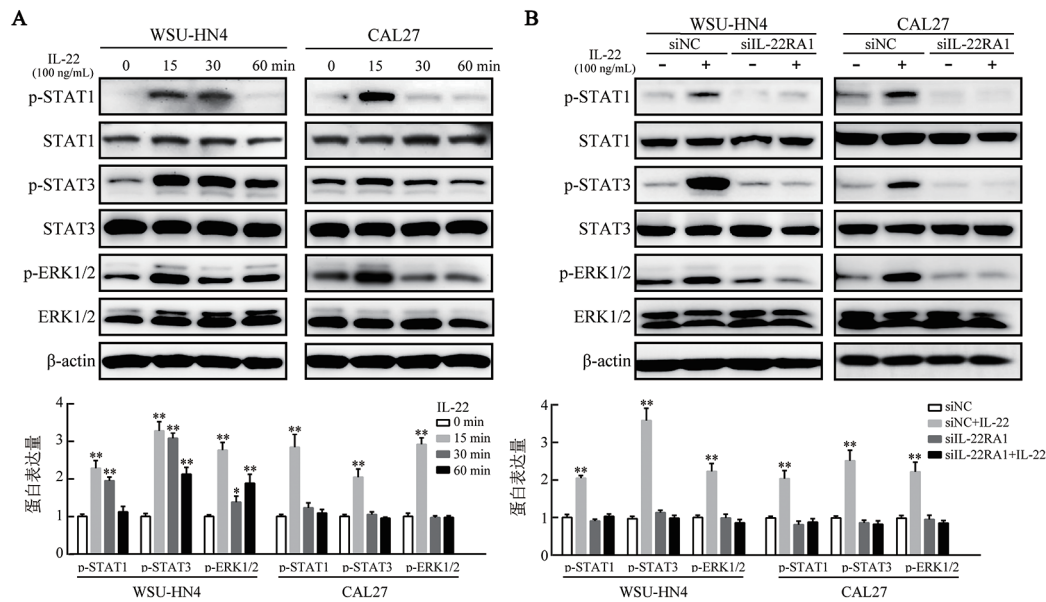 A
WSU-HN4 CAL27
IL-22
(100 ng/mL)
0 15 30 60 min 0 15 30 60 min
p-STAT1
STAT1
p-STAT3
STAT3
p-ERK1/2
ERK1/2
β-actin
蛋白表达量
4
3
2
1
0
** ** ** ** ** ** * ** ** ** **
IL-22
0 min
15 min
30 min
60 min
p-STAT1 p-STAT3 p-ERK1/2 p-STAT1 p-STAT3 p-ERK1/2
WSU-HN4 CAL27
B
WSU-HN4 CAL27
siNC siIL-22RA1 siNC siIL-22RA1
IL-22
(100 ng/mL)
− + − + − + − +
p-STAT1
STAT1
p-STAT3
STAT3
p-ERK1/2
ERK1/2
β-actin
蛋白表达量
4
3
2
1
0
** ** ** ** ** **
siNC
siNC+IL-22
siIL-22RA1
siIL-22RA1+IL-22
p-STAT1 p-STAT3 p-ERK1/2 p-STAT1 p-STAT3 p-ERK1/2
WSU-HN4 CAL27